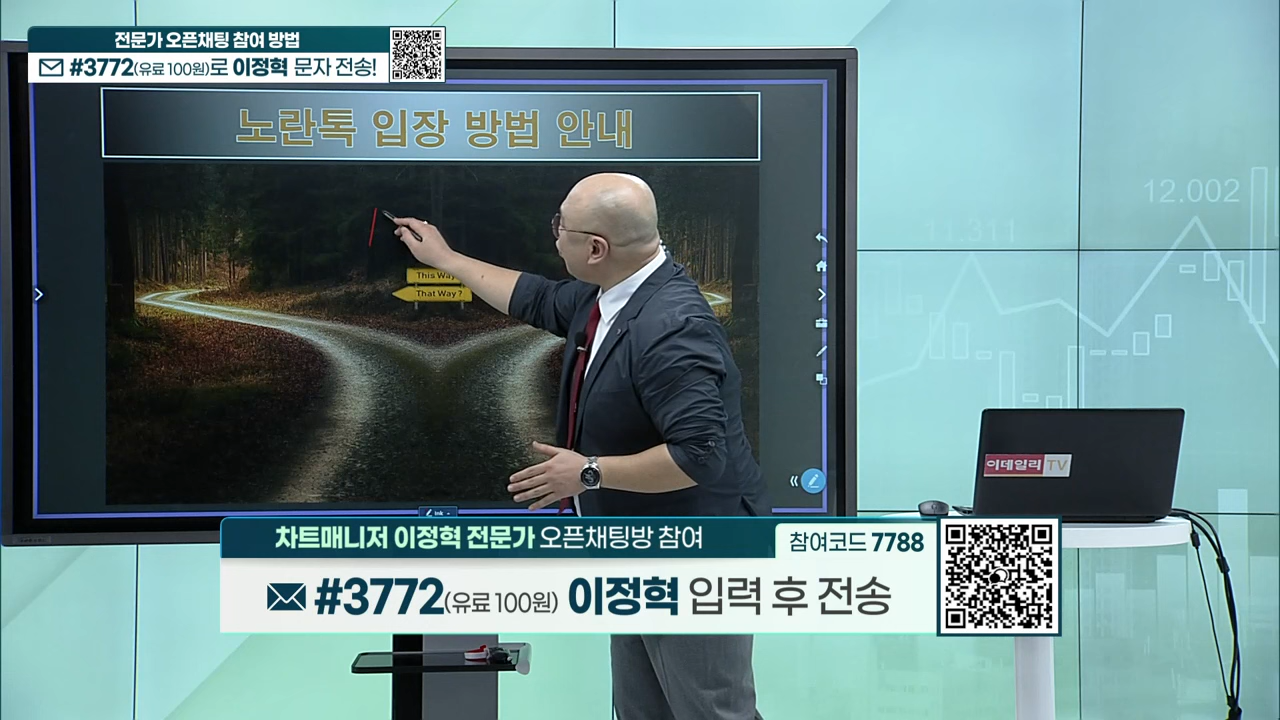 전문가 오픈채팅 참여 방법
#3772(유료 100원)로 이정혁 문자 전송!
노란톡 입장 방법 안내
This Way
That Way ?
12.002
11.311
이데일리 TV
ink
차트매니저 이정혁 전문가 오픈채팅방 참여
참여코드 7788
#3772(유료 100원) 이정혁 입력 후 전송